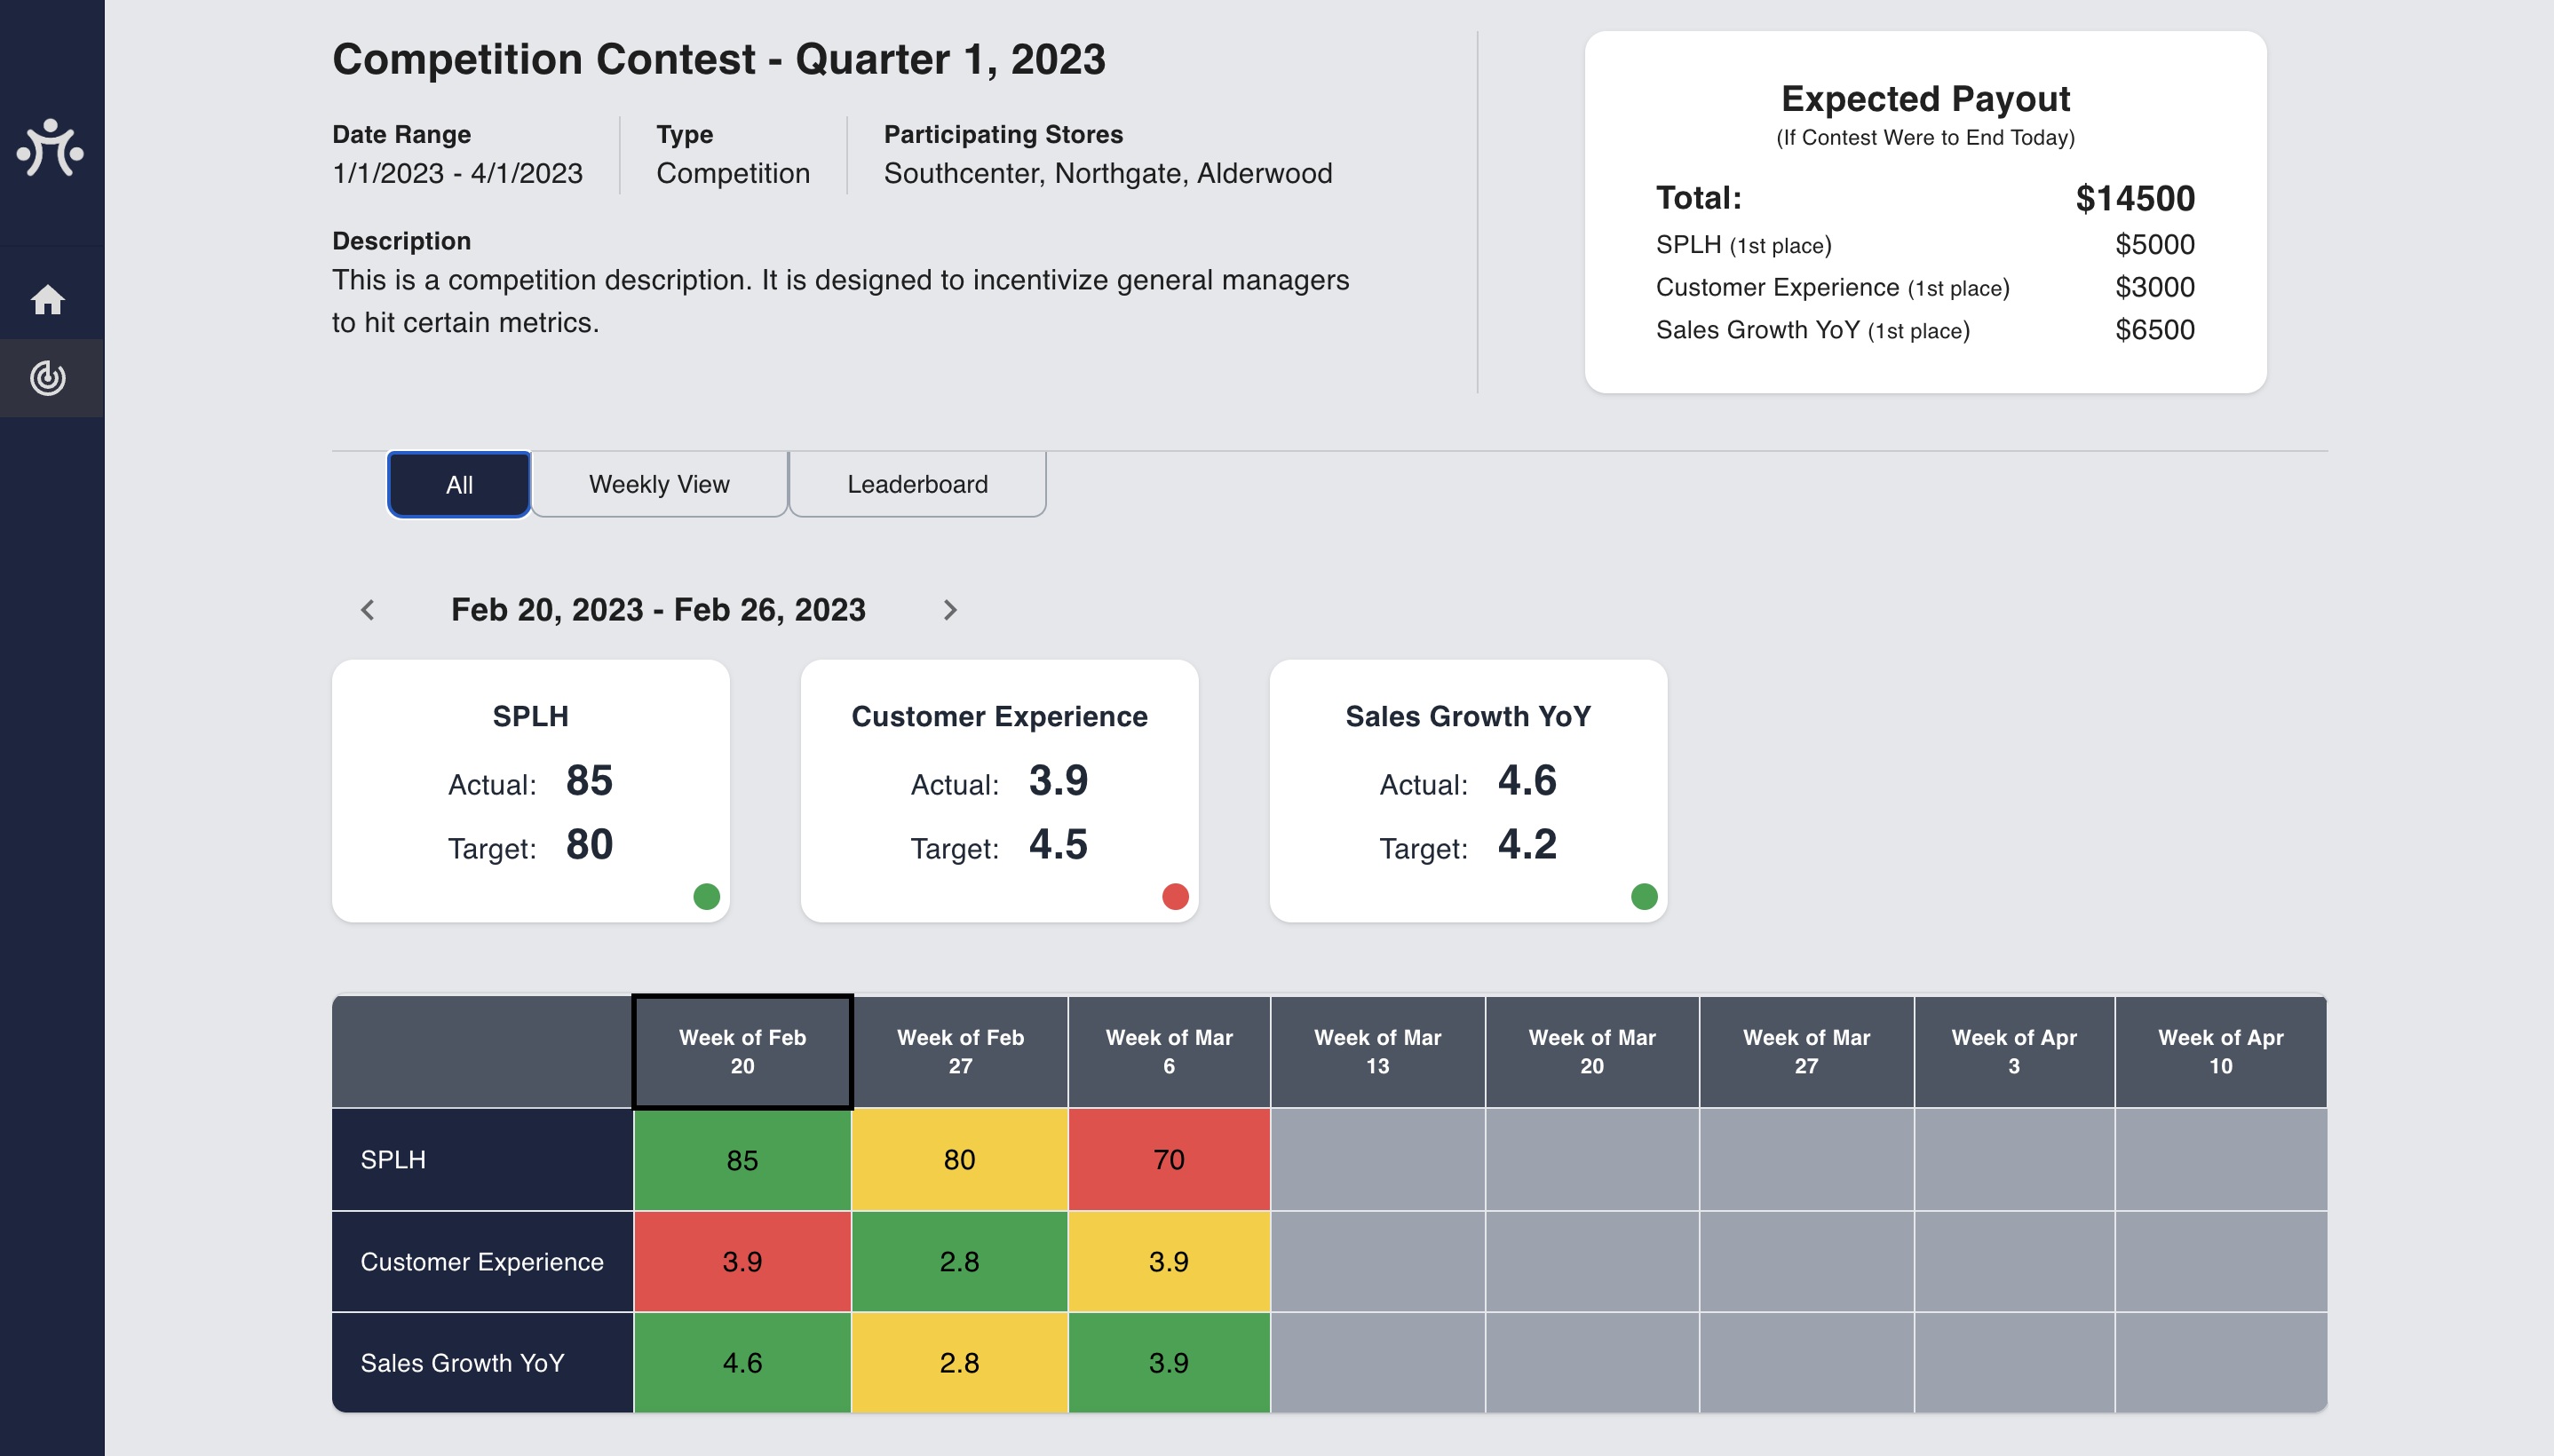 Competition Contest - Quarter 1, 2023
Date Range
1/1/2023 - 4/1/2023
Type
Competition
Participating Stores
Southcenter, Northgate, Alderwood
Description
This is a competition description. It is designed to incentivize general managers
to hit certain metrics.
Expected Payout
(If Contest Were to End Today)
Total: $14500
SPLH (1st place) $5000
Customer Experience (1st place) $3000
Sales Growth YoY (1st place) $6500
All Weekly View Leaderboard
Feb 20, 2023 - Feb 26, 2023
SPLH
Actual: 85
Target: 80
Customer Experience
Actual: 3.9
Target: 4.5
Sales Growth YoY
Actual: 4.6
Target: 4.2
Week of Feb 20
Week of Feb 27
Week of Mar 6
Week of Mar 13
Week of Mar 20
Week of Mar 27
Week of Apr 3
Week of Apr 10
SPLH 85 80 70
Customer Experience 3.9 2.8 3.9
Sales Growth YoY 4.6 2.8 3.9